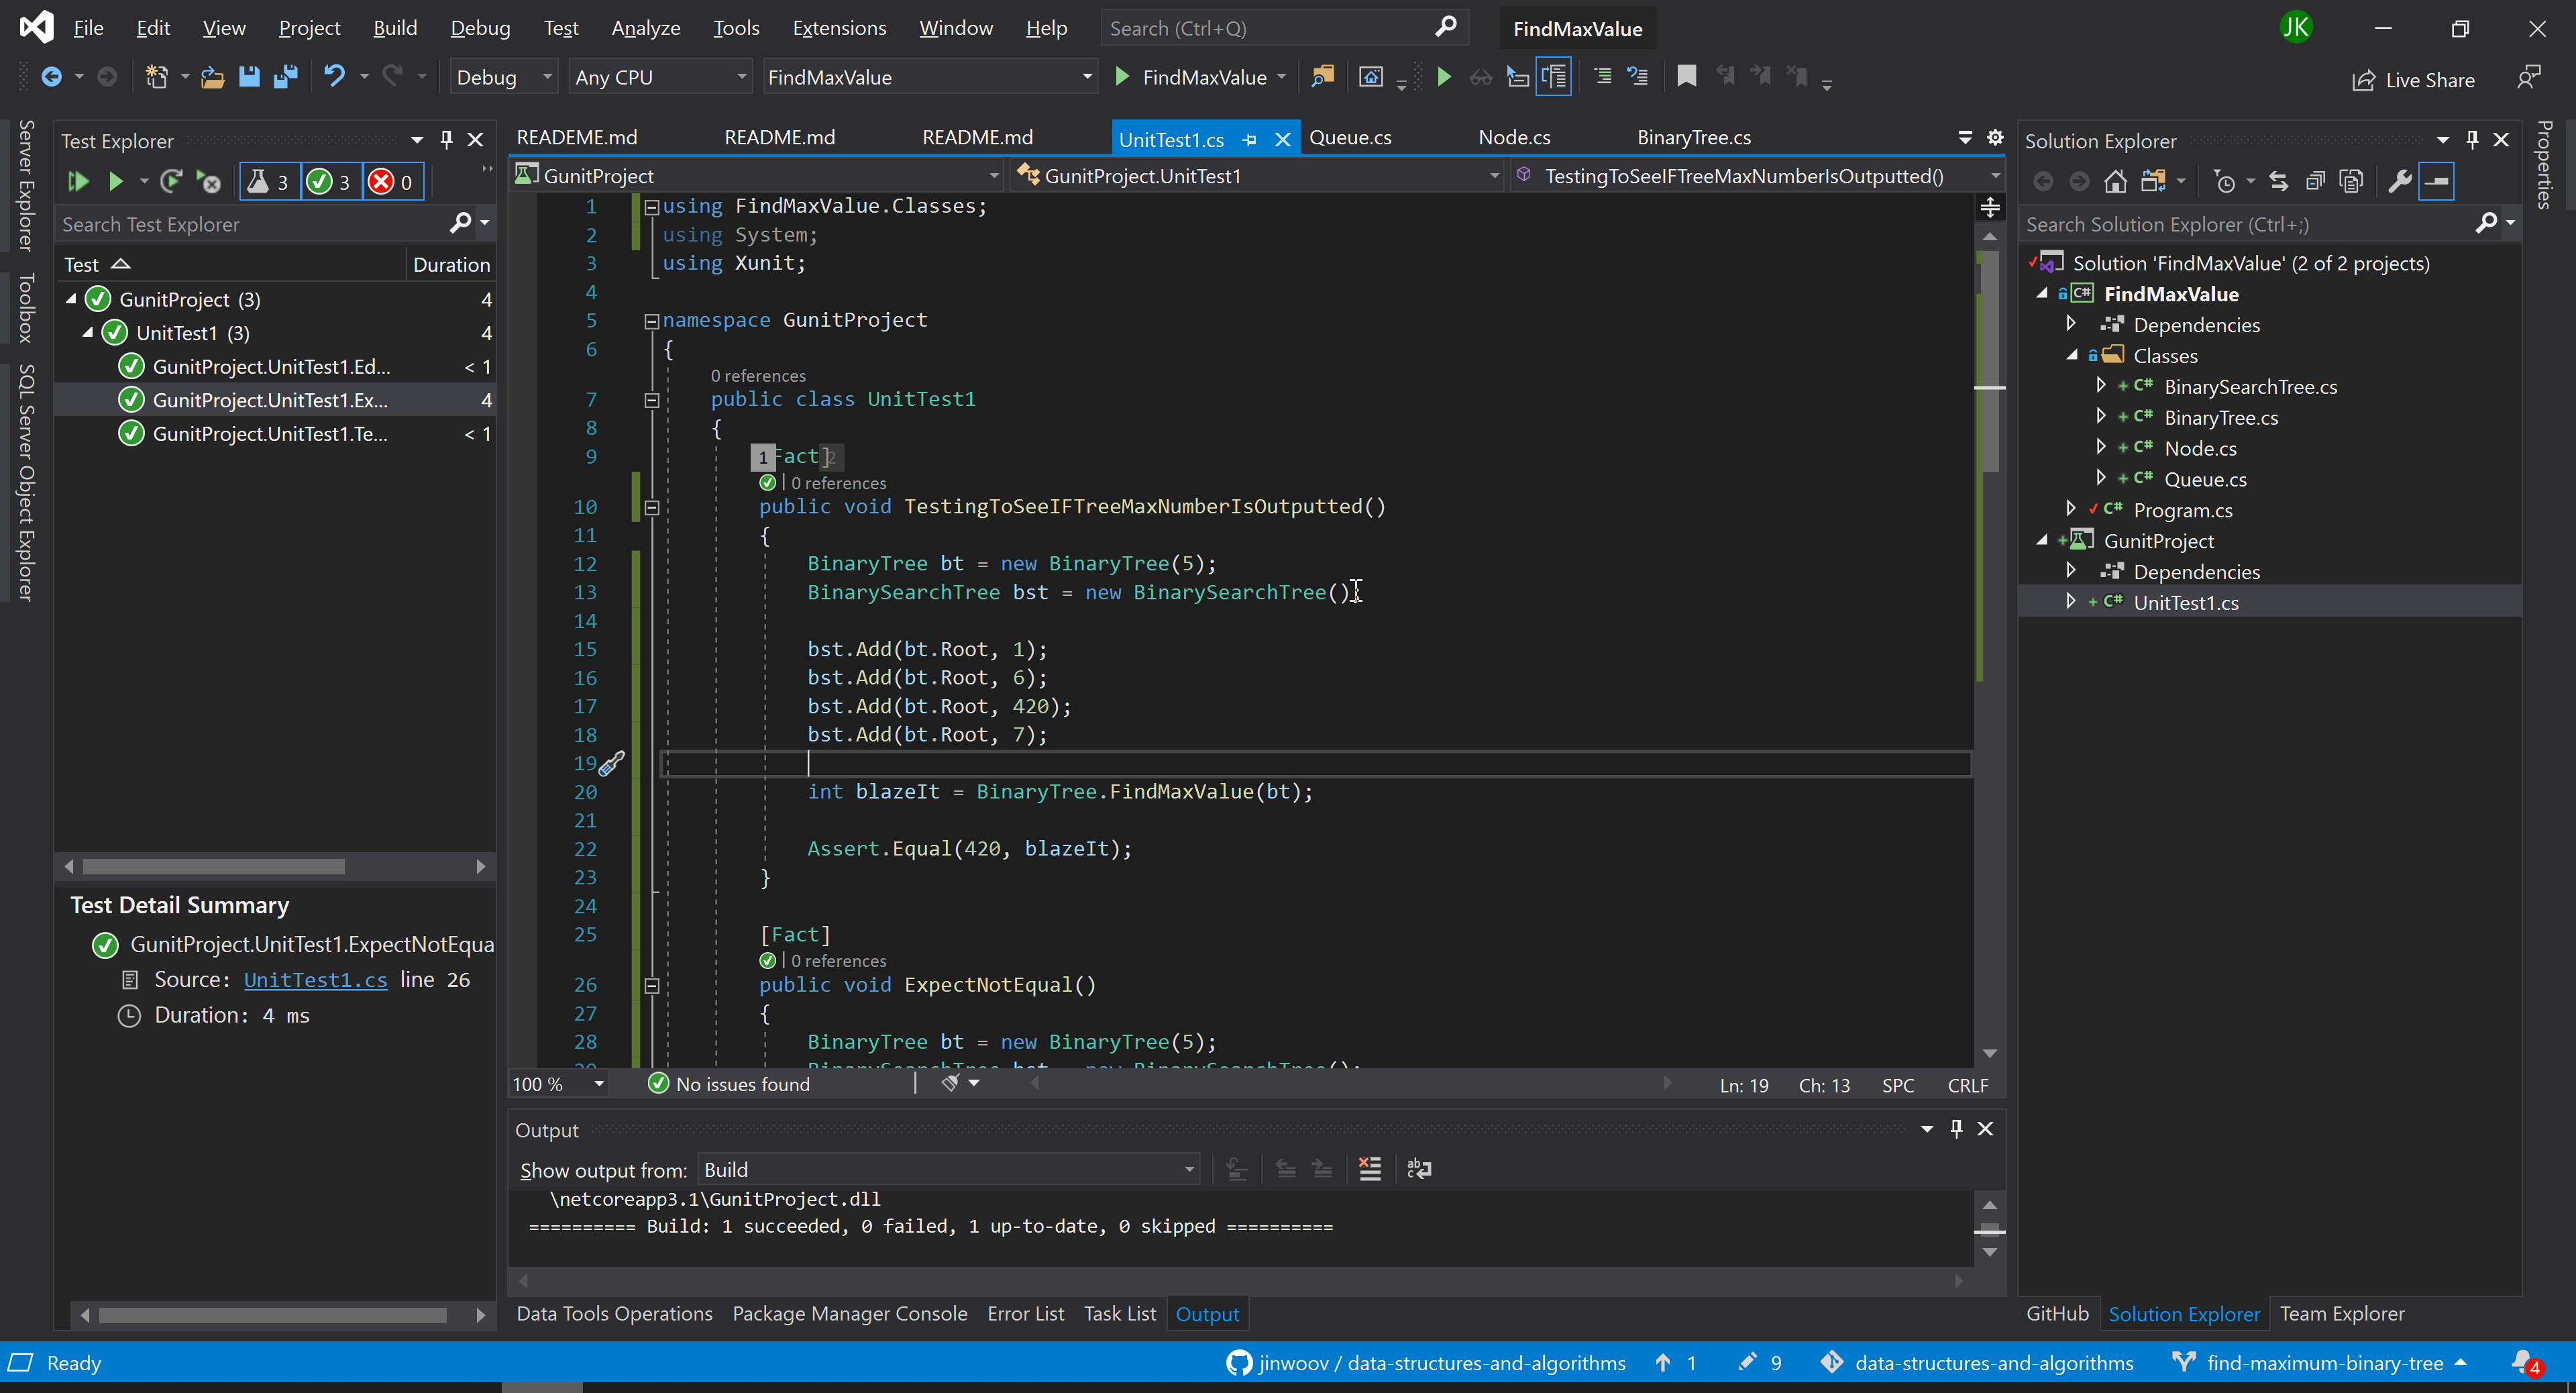 File Edit View Project Build Debug Test Analyze Tools Extensions Window Help Search (Ctrl+Q) FindMaxValue JK
Debug Any CPU FindMaxValue FindMaxValue Live Share
Server Explorer
Toolbox
SQL Server Object Explorer
Test Explorer
3 3 0
Search Test Explorer
Test Duration
GunitProject (3) 4
UnitTest1 (3) 4
GunitProject.UnitTest1.Ed... < 1
GunitProject.UnitTest1.Ex... 4
GunitProject.UnitTest1.Te... < 1
Test Detail Summary
GunitProject.UnitTest1.ExpectNotEqua
Source: UnitTest1.cs line 26
Duration: 4 ms
READEME.md README.md README.md UnitTest1.cs Queue.cs Node.cs BinaryTree.cs
GunitProject GunitProject.UnitTest1 TestingToSeeIFTreeMaxNumberIsOutputted()
1 using FindMaxValue.Classes;
2 using System;
3 using Xunit;
4
5 namespace GunitProject
6 {
0 references
7 public class UnitTest1
8 {
9 1Fact]2
0 references
10 public void TestingToSeeIFTreeMaxNumberIsOutputted()
11 {
12 BinaryTree bt = new BinaryTree(5);
13 BinarySearchTree bst = new BinarySearchTree();
14
15 bst.Add(bt.Root, 1);
16 bst.Add(bt.Root, 6);
17 bst.Add(bt.Root, 420);
18 bst.Add(bt.Root, 7);
19
20 int blazeIt = BinaryTree.FindMaxValue(bt);
21
22 Assert.Equal(420, blazeIt);
23 }
24
25 [Fact]
0 references
26 public void ExpectNotEqual()
27 {
28 BinaryTree bt = new BinaryTree(5);
29 BinarySearchTree bst = new BinarySearchTree();
100 % No issues found Ln: 19 Ch: 13 SPC CRLF
Output
Show output from: Build
\netcoreapp3.1\GunitProject.dll
========== Build: 1 succeeded, 0 failed, 1 up-to-date, 0 skipped ==========
Data Tools Operations Package Manager Console Error List Task List Output
Solution Explorer
Search Solution Explorer (Ctrl+;)
Solution 'FindMaxValue' (2 of 2 projects)
C# FindMaxValue
Dependencies
Classes
C# BinarySearchTree.cs
C# BinaryTree.cs
C# Node.cs
C# Queue.cs
C# Program.cs
GunitProject
Dependencies
C# UnitTest1.cs
GitHub Solution Explorer Team Explorer
Properties
Ready jinwoov / data-structures-and-algorithms 1 9 data-structures-and-algorithms find-maximum-binary-tree 4